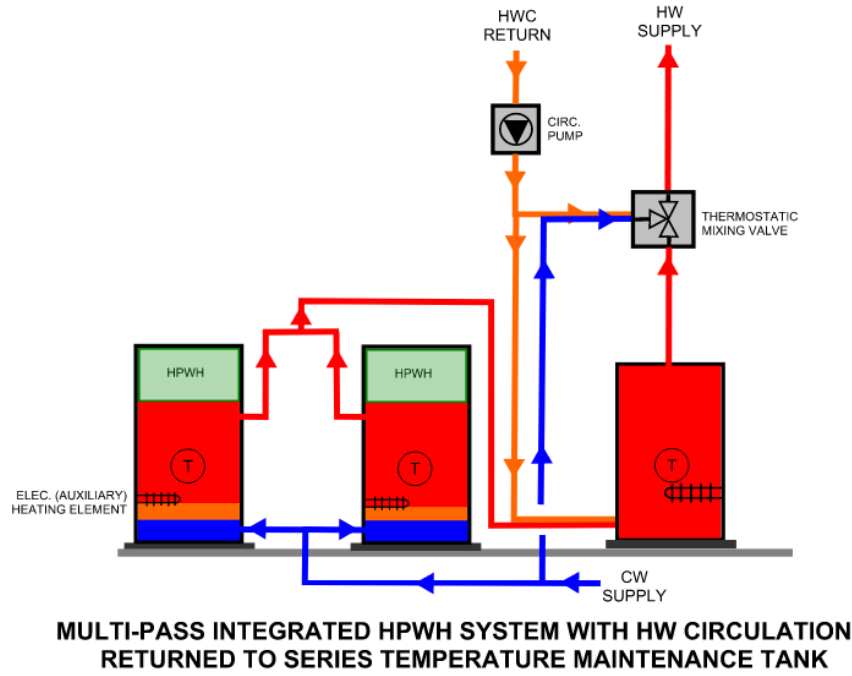 HWC
RETURN
HW
SUPPLY
CIRC.
PUMP
THERMOSTATIC
MIXING VALVE
HPWH
HPWH
T
T
T
ELEC. (AUXILIARY)
HEATING ELEMENT
CW
SUPPLY
MULTI-PASS INTEGRATED HPWH SYSTEM WITH HW CIRCULATION
RETURNED TO SERIES TEMPERATURE MAINTENANCE TANK